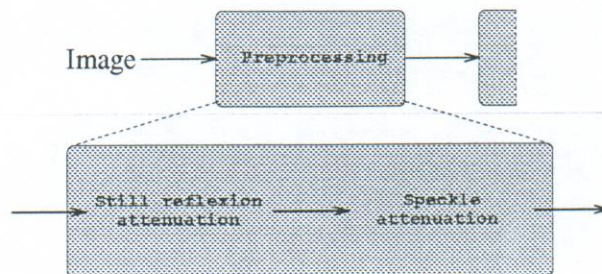 Image
Preprocessing
Still reflexion
attenuation
Speckle
attenuation